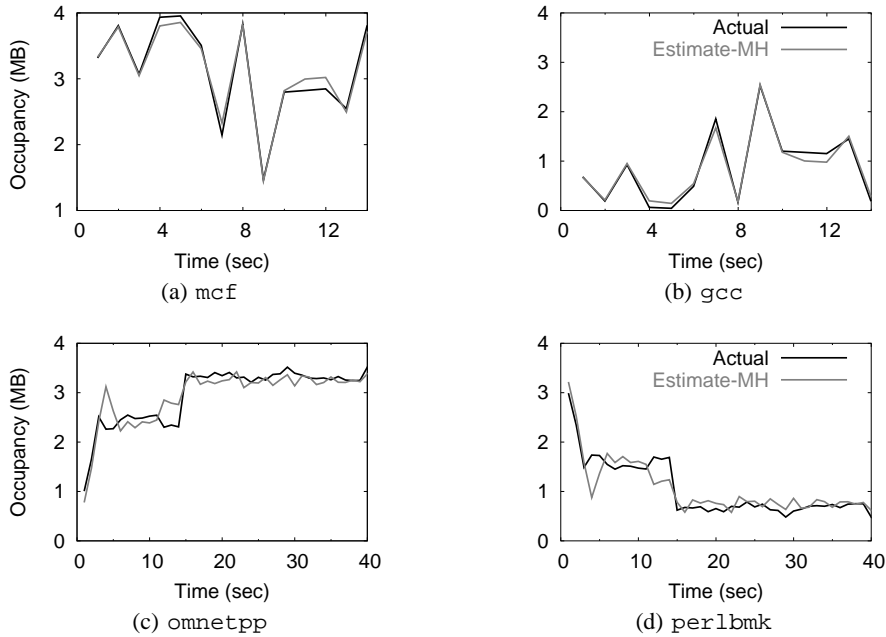 4
3
2
1
Occupancy (MB)
0 4 8 12
Time (sec)
(a) mcf
Actual
Estimate-MH
4
3
2
1
0
0 4 8 12
Time (sec)
(b) gcc
4
3
2
1
0
Occupancy (MB)
0 10 20 30 40
Time (sec)
(c) omnetpp
Actual
Estimate-MH
4
3
2
1
0
0 10 20 30 40
Time (sec)
(d) perlbmk